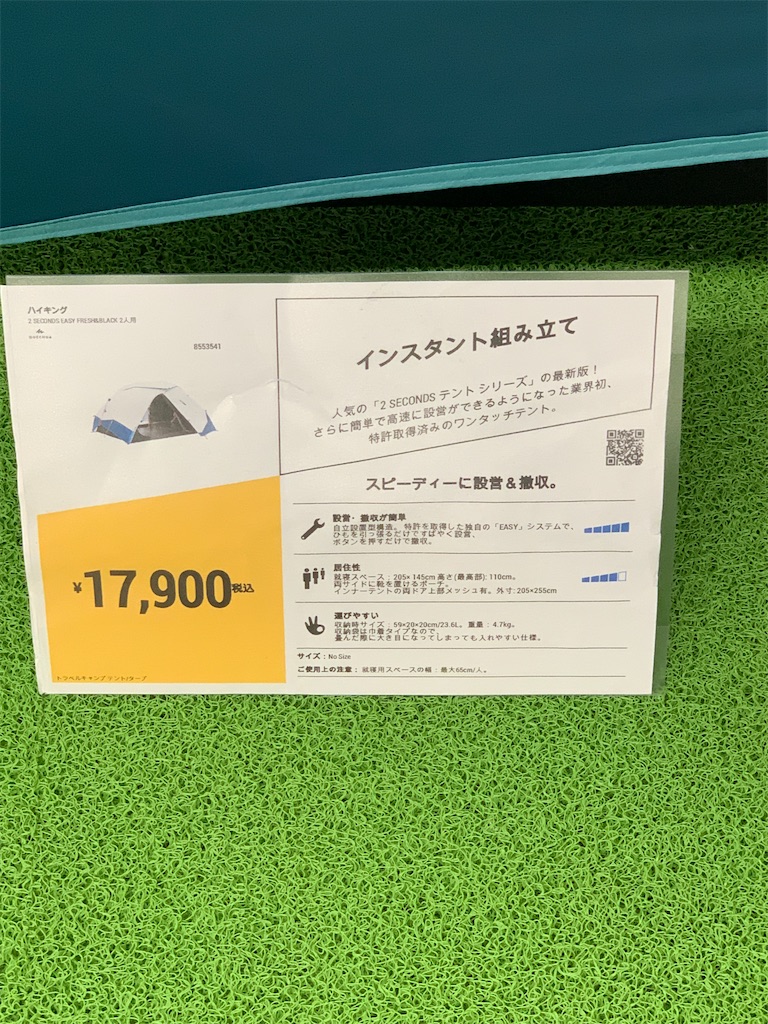 ハイキング
2 SECONDS EASY FRESH&BLACK 2人用
8553541
インスタント組み立て
人気の「2 SECONDS テント シリーズ」の最新版！
さらに簡単で高速に設営ができるようになった業界初、
特許取得済みのワンタッチテント。
スピーディーに設営＆撤収。
設営・撤収が簡単
自立設置型構造。特許を取得した独自の「EASY」システムで、
ひもを引っ張るだけですばやく設営、
ボタンを押すだけで撤収。
居住性
就寝スペース：205× 145cm 高さ(最高部): 110cm。
両サイドに靴を置けるポーチ。
インナーテントの両ドア上部メッシュ有。外寸: 205×255cm
運びやすい
収納時サイズ：59×20×20cm/23.6L。重量：4.7kg。
収納袋は巾着タイプなので、
畳んだ際に大き目になってしまっても入れやすい仕様。
サイズ：No Size
ご使用上の注意：就寝用スペースの幅：最大65cm/人。
¥17,900税込
トラベルキャンプ テント/タープ